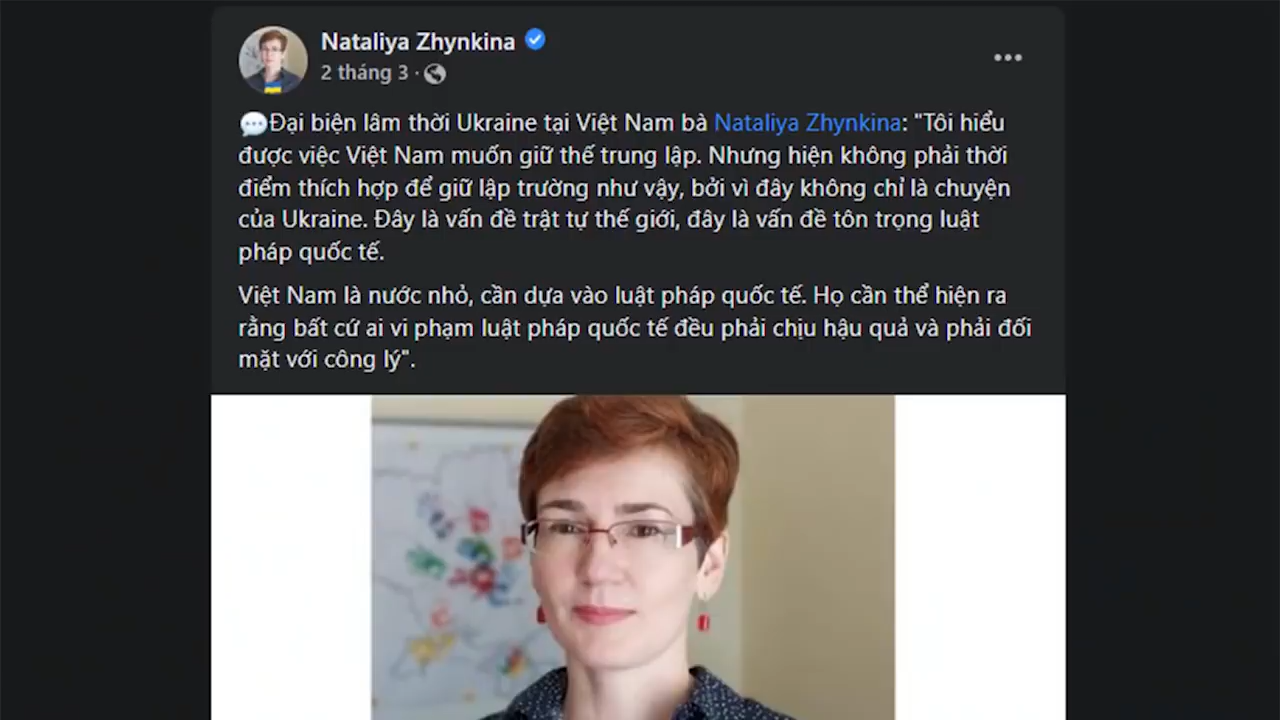 Nataliya Zhynkina
2 tháng 3 ·
Đại biện lâm thời Ukraine tại Việt Nam bà Nataliya Zhynkina: "Tôi hiểu
được việc Việt Nam muốn giữ thế trung lập. Nhưng hiện không phải thời
điểm thích hợp để giữ lập trường như vậy, bởi vì đây không chỉ là chuyện
của Ukraine. Đây là vấn đề trật tự thế giới, đây là vấn đề tôn trọng luật
pháp quốc tế.
Việt Nam là nước nhỏ, cần dựa vào luật pháp quốc tế. Họ cần thể hiện ra
rằng bất cứ ai vi phạm luật pháp quốc tế đều phải chịu hậu quả và phải đối
mặt với công lý".